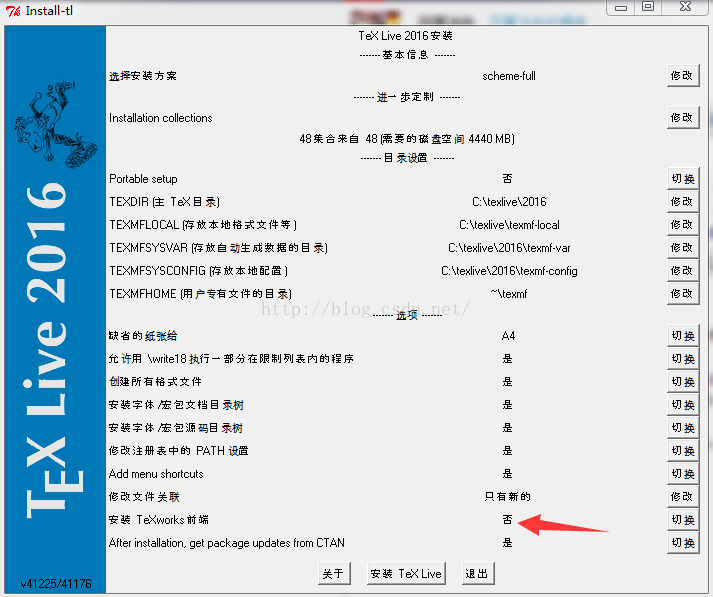 Install-tl
TeX Live 2016安装
------- 基本信息 -------
选择安装方案 scheme-full 修改
------- 进一步定制 -------
Installation collections 修改
48集合来自 48 (需要的磁盘空间 4440 MB)
------- 目录设置 -------
Portable setup 否 切换
TEXDIR (主 TeX 目录) C:\texlive\2016 修改
TEXMFLOCAL (存放本地格式文件等) C:\texlive\texmf-local 修改
TEXMFSYSVAR (存放自动生成数据的目录) C:\texlive\2016\texmf-var 修改
TEXMFSYSCONFIG (存放本地配置) C:\texlive\2016\texmf-config 修改
TEXMFHOME (用户专有文件的目录) ~\texmf 修改
http://blog.csdn.net/
------- 选项 -------
缺省的纸张给 A4 切换
允许用 \write18 执行一部分在限制列表内的程序 是 切换
创建所有格式文件 是 切换
安装字体/宏包文档目录树 是 切换
安装字体/宏包源码目录树 是 切换
修改注册表中的 PATH 设置 是 切换
Add menu shortcuts 是 切换
修改文件关联 只有新的 修改
安装 TeXworks 前端 否 切换
After installation, get package updates from CTAN 是 切换
关于 安装 TeX Live 退出
TEX Live 2016
v41225/41176